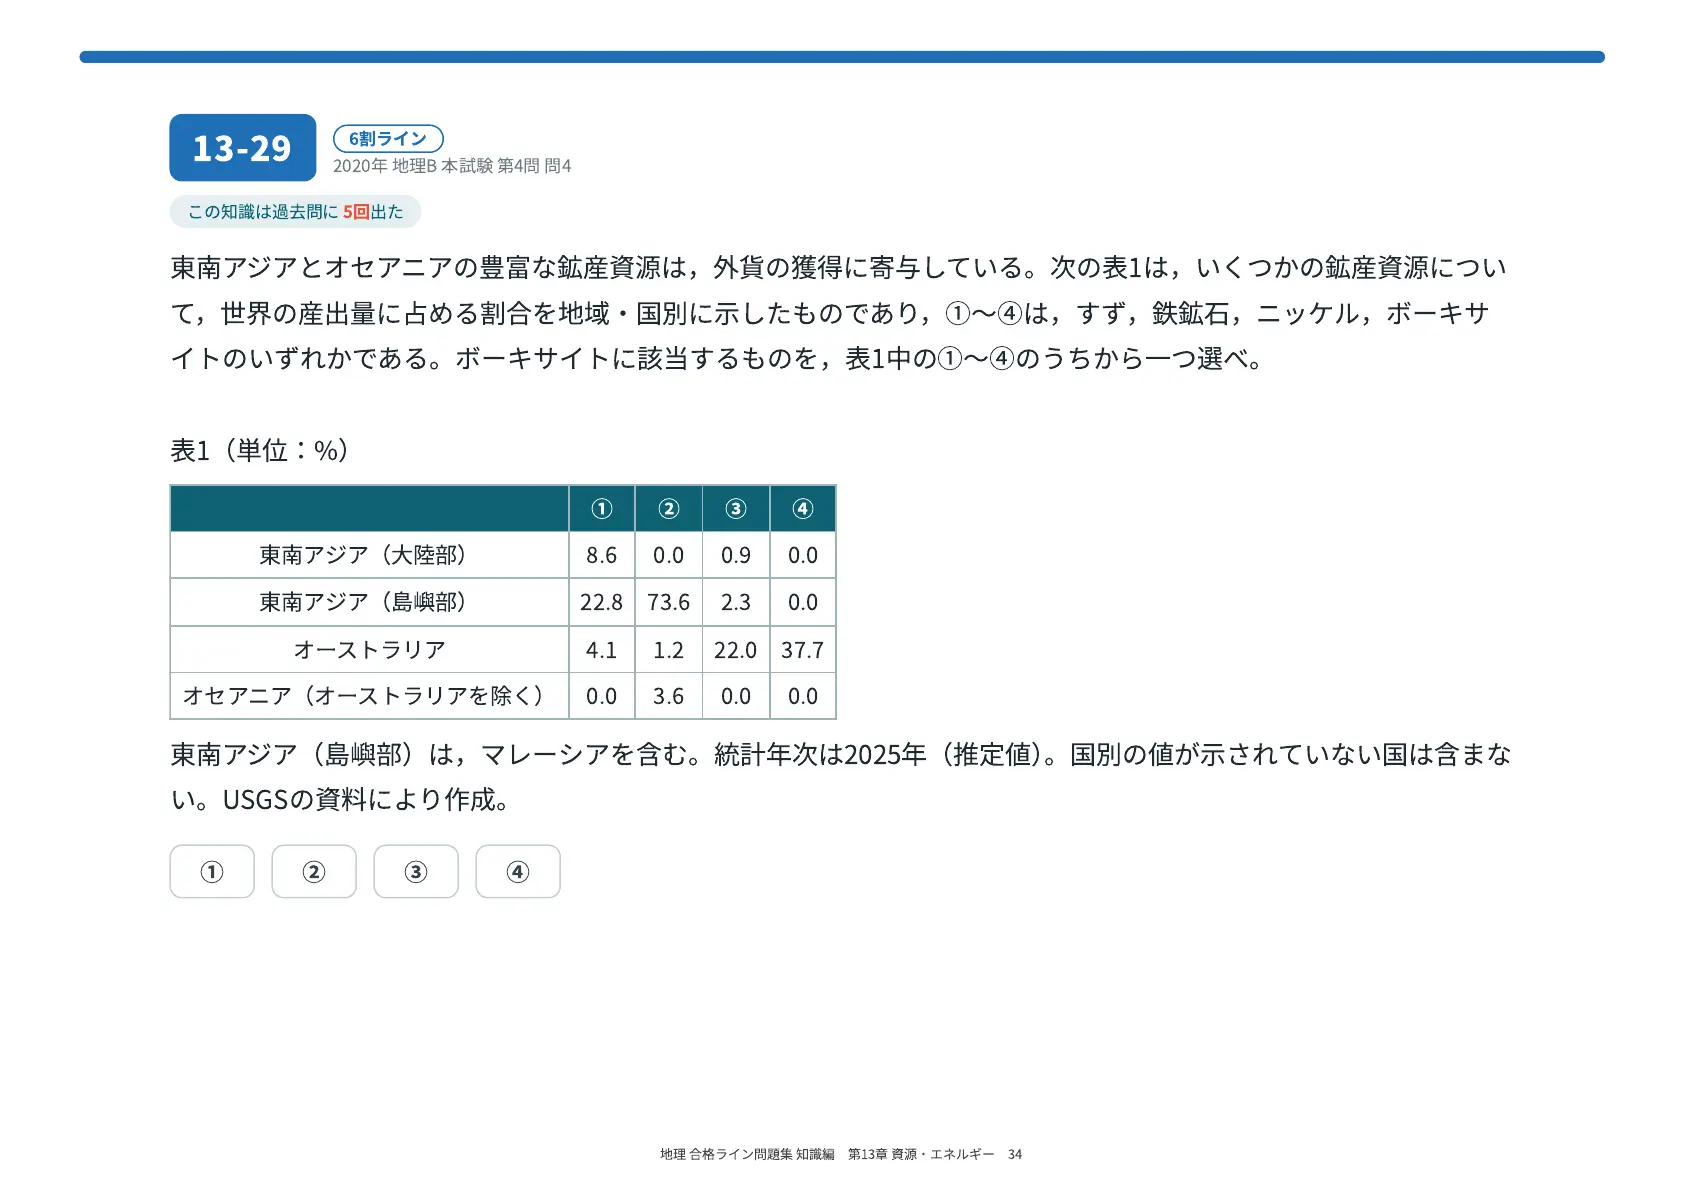 13-29
6割ライン
2020年 地理B 本試験 第4問 問4
この知識は過去問に 5回出た
東南アジアとオセアニアの豊富な鉱産資源は，外貨の獲得に寄与している。次の表1は，いくつかの鉱産資源につい
て，世界の産出量に占める割合を地域・国別に示したものであり，①〜④は，すず，鉄鉱石，ニッケル，ボーキサ
イトのいずれかである。ボーキサイトに該当するものを，表1中の①〜④のうちから一つ選べ。
表1（単位：%）
① ② ③ ④
東南アジア（大陸部） 8.6 0.0 0.9 0.0
東南アジア（島嶼部） 22.8 73.6 2.3 0.0
オーストラリア 4.1 1.2 22.0 37.7
オセアニア（オーストラリアを除く） 0.0 3.6 0.0 0.0
東南アジア（島嶼部）は，マレーシアを含む。統計年次は2025年（推定値）。国別の値が示されていない国は含まな
い。USGSの資料により作成。
① ② ③ ④
地理 合格ライン問題集 知識編　第13章 資源・エネルギー　34